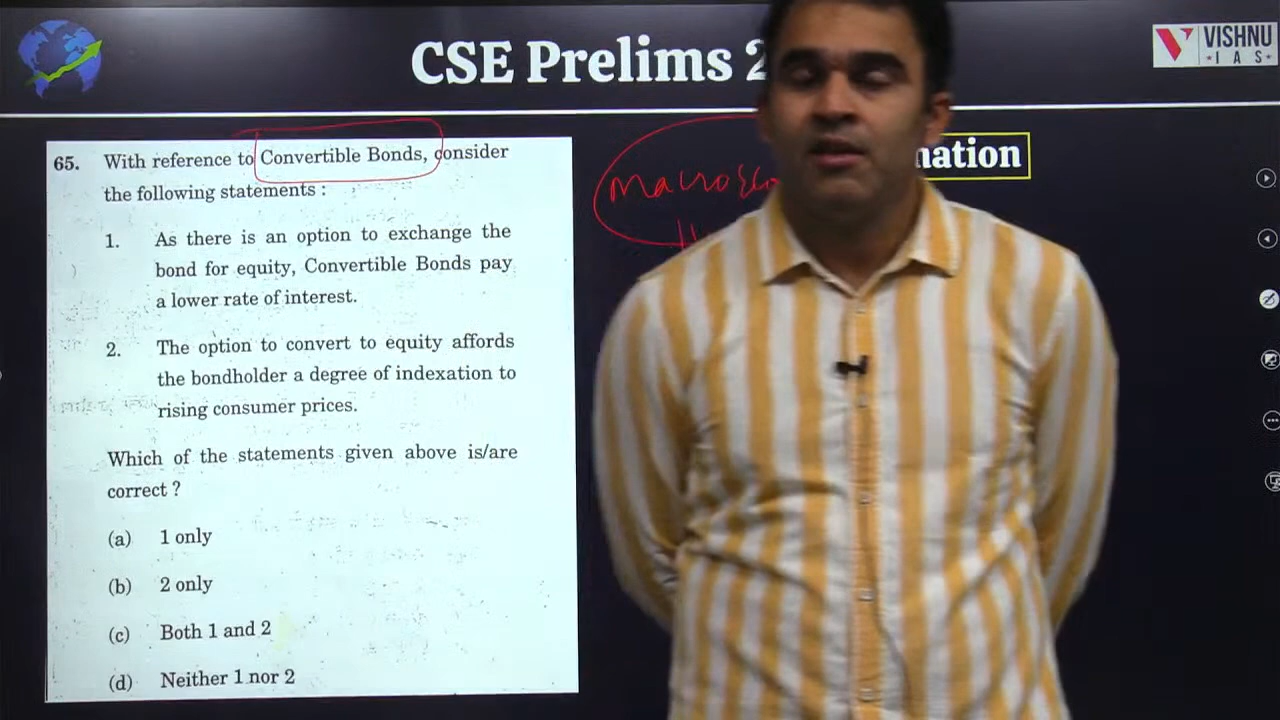 CSE Prelims 2
VISHNU
I A S
65. With reference to Convertible Bonds, consider
the following statements :
1. As there is an option to exchange the
bond for equity, Convertible Bonds pay
a lower rate of interest.
2. The option to convert to equity affords
the bondholder a degree of indexation to
rising consumer prices.
Which of the statements given above is/are
correct ?
(a) 1 only
(b) 2 only
(c) Both 1 and 2
(d) Neither 1 nor 2